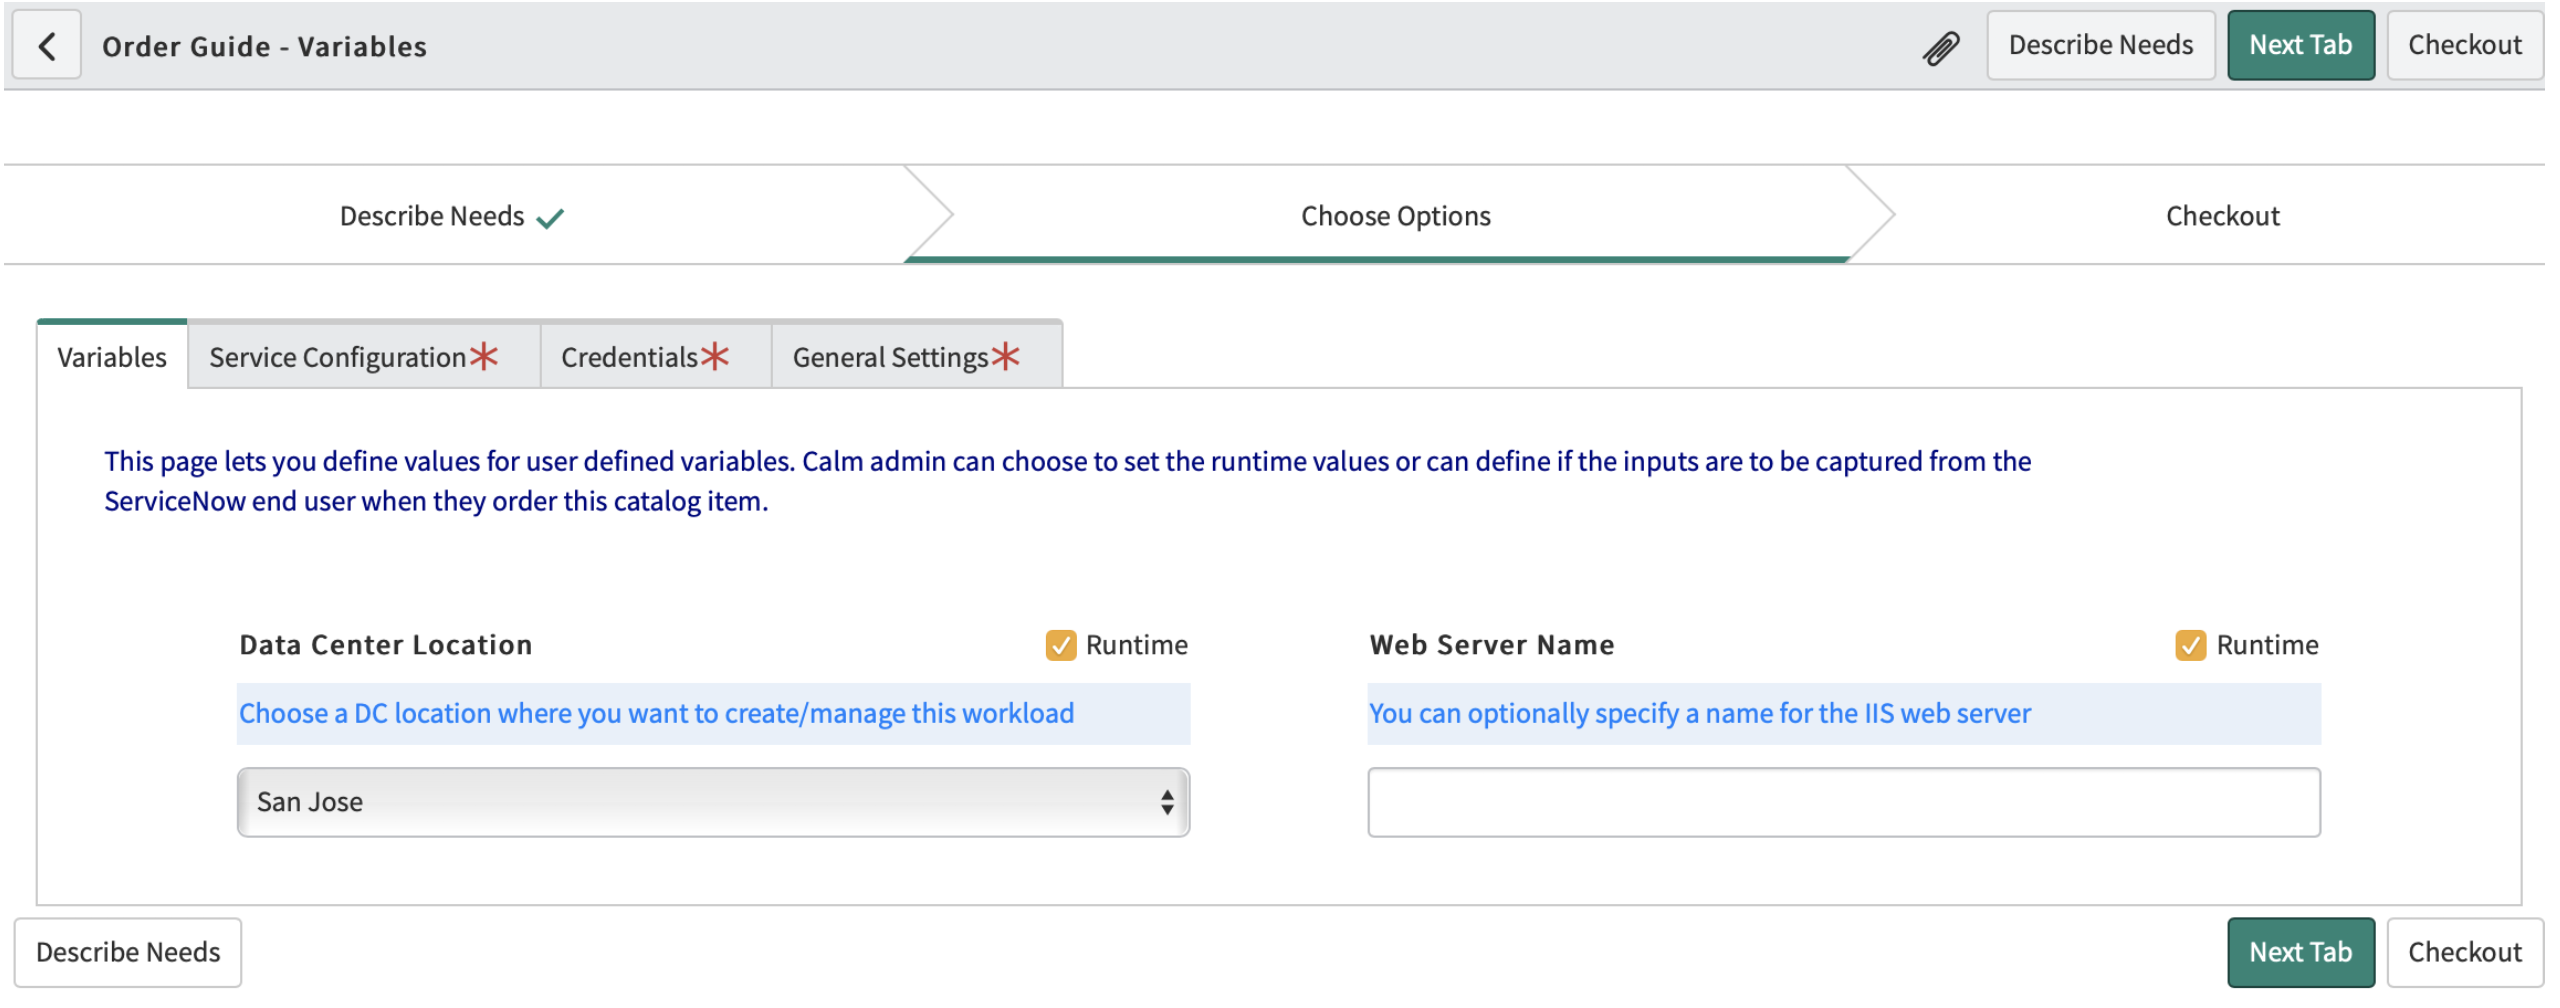 Order Guide - Variables
Describe Needs
Next Tab
Checkout
Describe Needs
Choose Options
Checkout
Variables
Service Configuration*
Credentials*
General Settings*
This page lets you define values for user defined variables. Calm admin can choose to set the runtime values or can define if the inputs are to be captured from the
ServiceNow end user when they order this catalog item.
Data Center Location
Runtime
Choose a DC location where you want to create/manage this workload
San Jose
Web Server Name
Runtime
You can optionally specify a name for the IIS web server
Describe Needs
Next Tab
Checkout